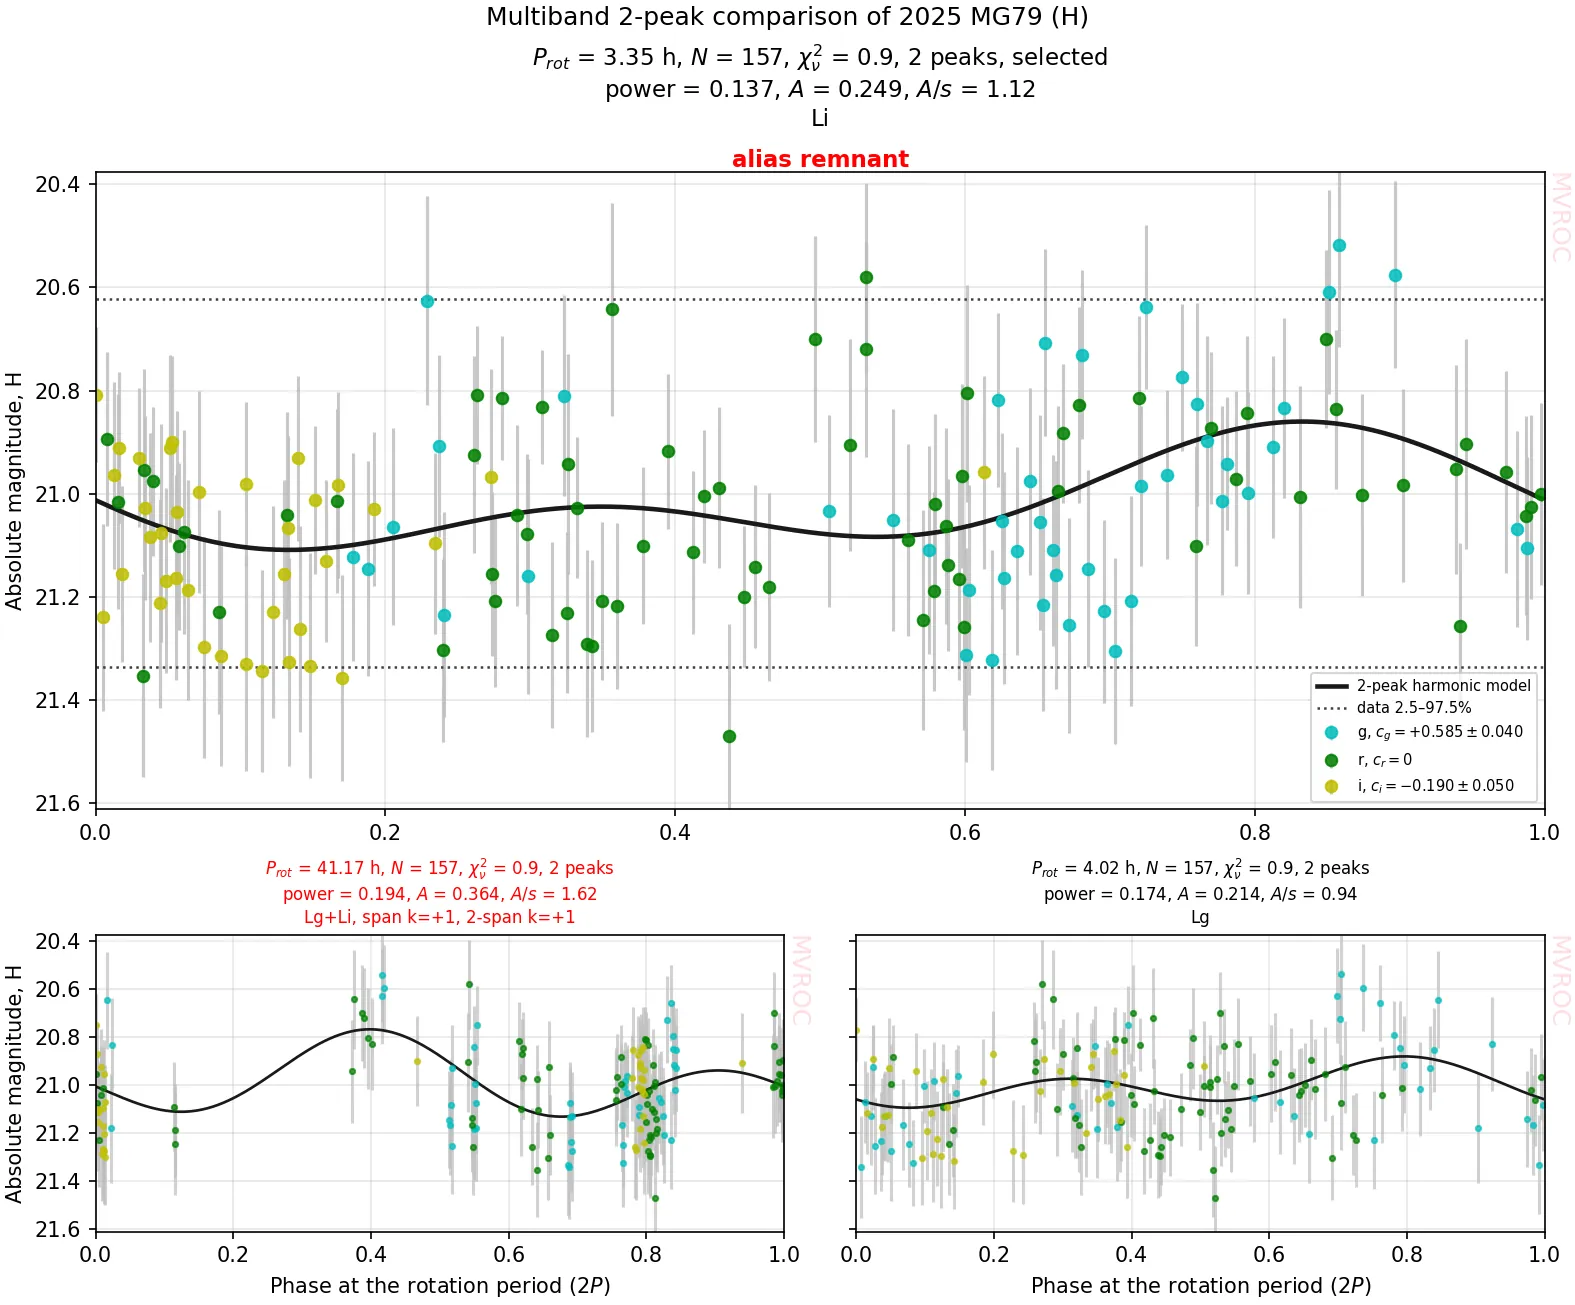 Multiband 2-peak comparison of 2025 MG79 (H)
P_rot = 3.35 h, N = 157, χ²_ν = 0.9, 2 peaks, selected
power = 0.137, A = 0.249, A/s = 1.12
Li
alias remnant
MVROC
Absolute magnitude, H
20.4
20.6
20.8
21.0
21.2
21.4
21.6
2-peak harmonic model
data 2.5–97.5%
g, c_g = +0.585 ± 0.040
r, c_r = 0
i, c_i = −0.190 ± 0.050
0.0 0.2 0.4 0.6 0.8 1.0
P_rot = 41.17 h, N = 157, χ²_ν = 0.9, 2 peaks
power = 0.194, A = 0.364, A/s = 1.62
Lg+Li, span k=+1, 2-span k=+1
MVROC
Absolute magnitude, H
20.4
20.6
20.8
21.0
21.2
21.4
21.6
0.0 0.2 0.4 0.6 0.8 1.0
Phase at the rotation period (2P)
P_rot = 4.02 h, N = 157, χ²_ν = 0.9, 2 peaks
power = 0.174, A = 0.214, A/s = 0.94
Lg
MVROC
0.0 0.2 0.4 0.6 0.8 1.0
Phase at the rotation period (2P)